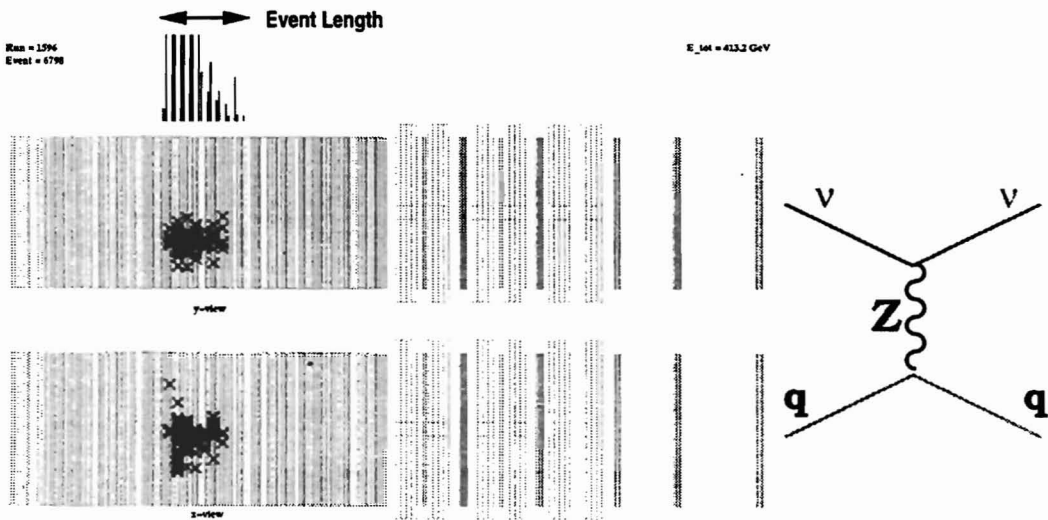 Event Length
Run = 1596
Event = 6798
E_tot = 413.2 GeV
ν ν
y-view
Z
q q
x-view